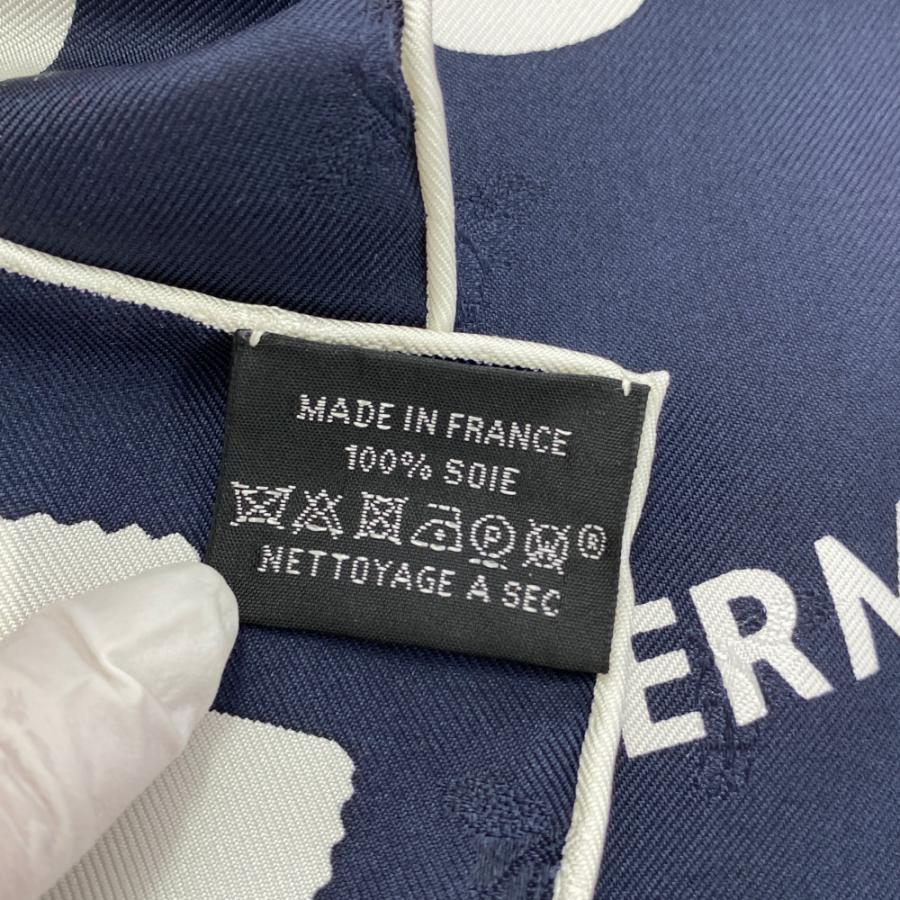 MADE IN FRANCE
100% SOIE
P ®
NETTOYAGE A SEC
ERM